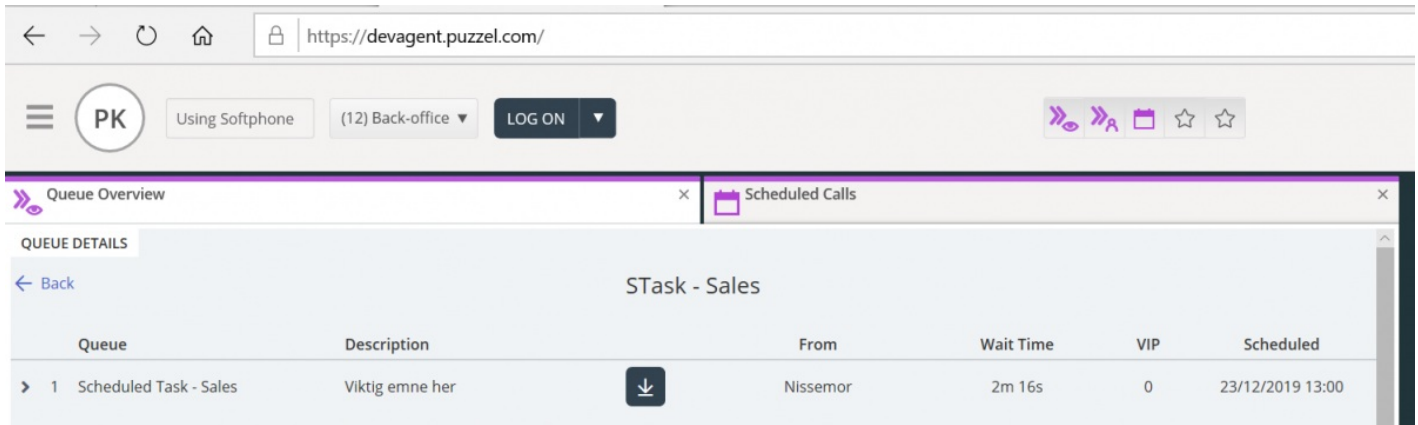 https://devagent.puzzel.com/
PK Using Softphone (12) Back-office LOG ON
Queue Overview Scheduled Calls
QUEUE DETAILS
Back STask - Sales
Queue Description From Wait Time VIP Scheduled
1 Scheduled Task - Sales Viktig emne her Nissemor 2m 16s 0 23/12/2019 13:00